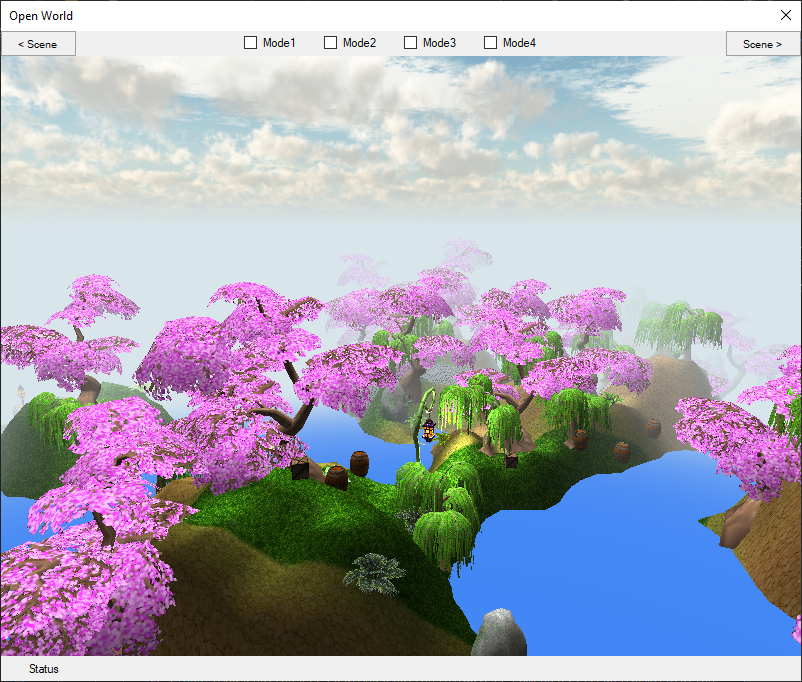 Open World
< Scene
Mode1
Mode2
Mode3
Mode4
Scene >
Status